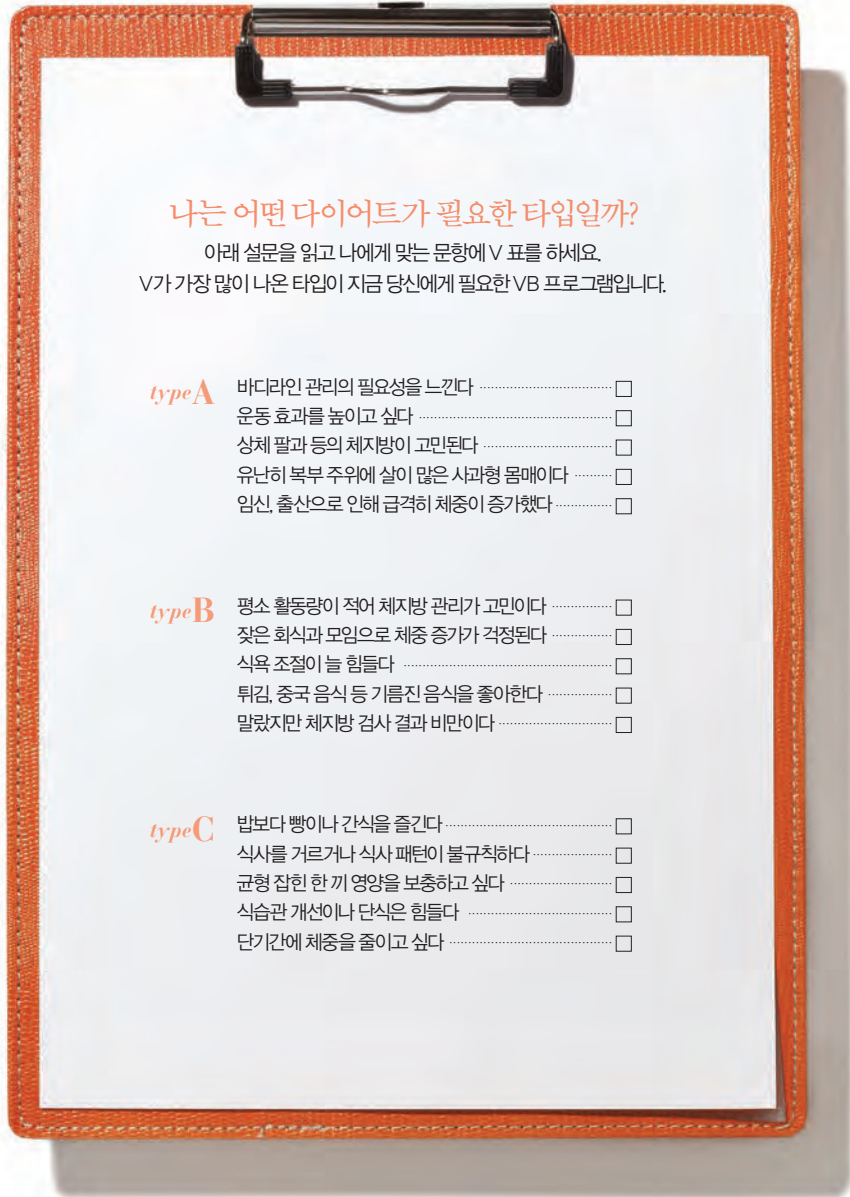 나는 어떤 다이어트가 필요한 타입일까?
아래 설문을 읽고 나에게 맞는 문항에 V 표를 하세요.
V가 가장 많이 나온 타입이 지금 당신에게 필요한 VB 프로그램입니다.
type A 바디라인 관리의 필요성을 느낀다 □
운동 효과를 높이고 싶다 □
상체 팔과 등의 체지방이 고민된다 □
유난히 복부 주위에 살이 많은 사과형 몸매이다 □
임신, 출산으로 인해 급격히 체중이 증가했다 □
type B 평소 활동량이 적어 체지방 관리가 고민이다 □
잦은 회식과 모임으로 체중 증가가 걱정된다 □
식욕 조절이 늘 힘들다 □
튀김, 중국 음식 등 기름진 음식을 좋아한다 □
말랐지만 체지방 검사 결과 비만이다 □
type C 밥보다 빵이나 간식을 즐긴다 □
식사를 거르거나 식사 패턴이 불규칙하다 □
균형 잡힌 한 끼 영양을 보충하고 싶다 □
식습관 개선이나 단식은 힘들다 □
단기간에 체중을 줄이고 싶다 □